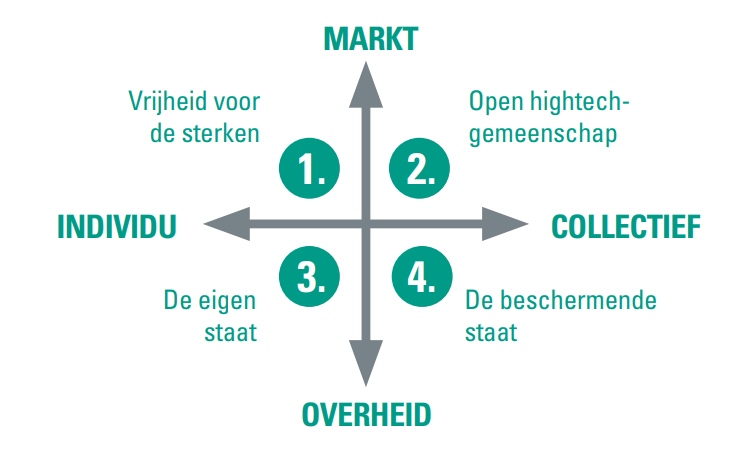 MARKT
Vrijheid voor
de sterken
Open hightech-
gemeenschap
1.
2.
INDIVIDU
COLLECTIEF
3.
4.
De eigen
staat
De beschermende
staat
OVERHEID